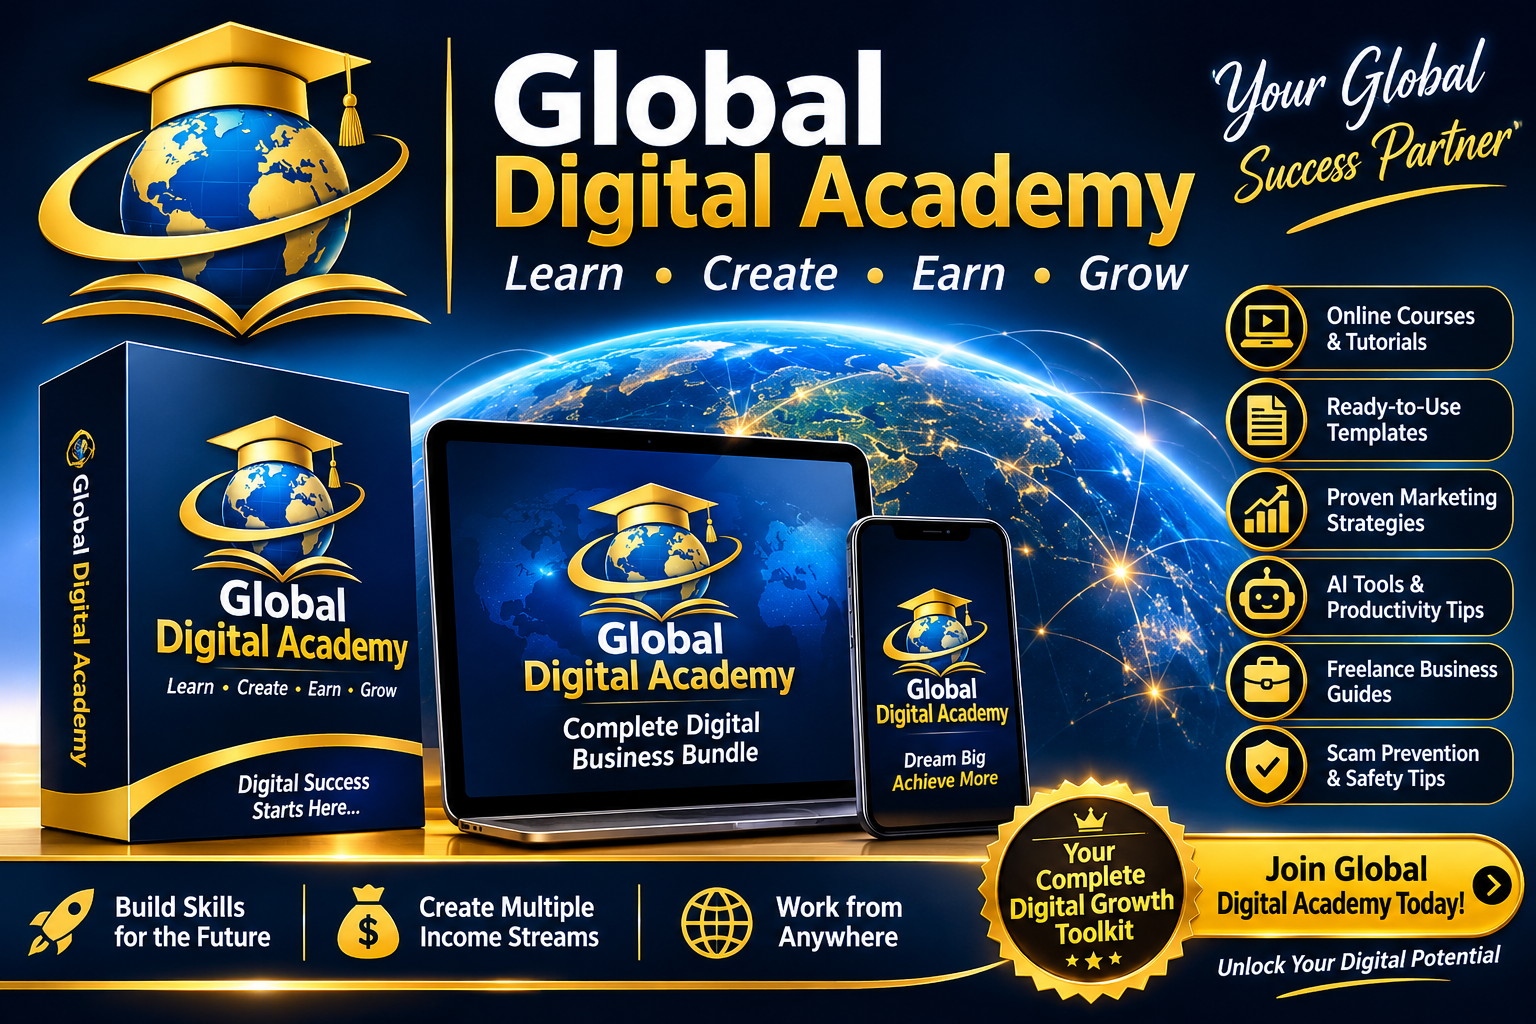 Global
Digital Academy
Learn • Create • Earn • Grow
"Your Global
Success Partner"
Online Courses
& Tutorials
Ready-to-Use
Templates
Proven Marketing
Strategies
AI Tools &
Productivity Tips
Freelance Business
Guides
Scam Prevention
& Safety Tips
Global Digital Academy
Global
Digital Academy
Learn • Create • Earn • Grow
Digital Success
Starts Here...
Global
Digital Academy
Complete Digital
Business Bundle
Global
Digital Academy
Dream Big
Achieve More
Build Skills
for the Future
$
Create Multiple
Income Streams
Work from
Anywhere
Your
Complete
Digital Growth
Toolkit
Join Global
Digital Academy Today!
Unlock Your Digital Potential